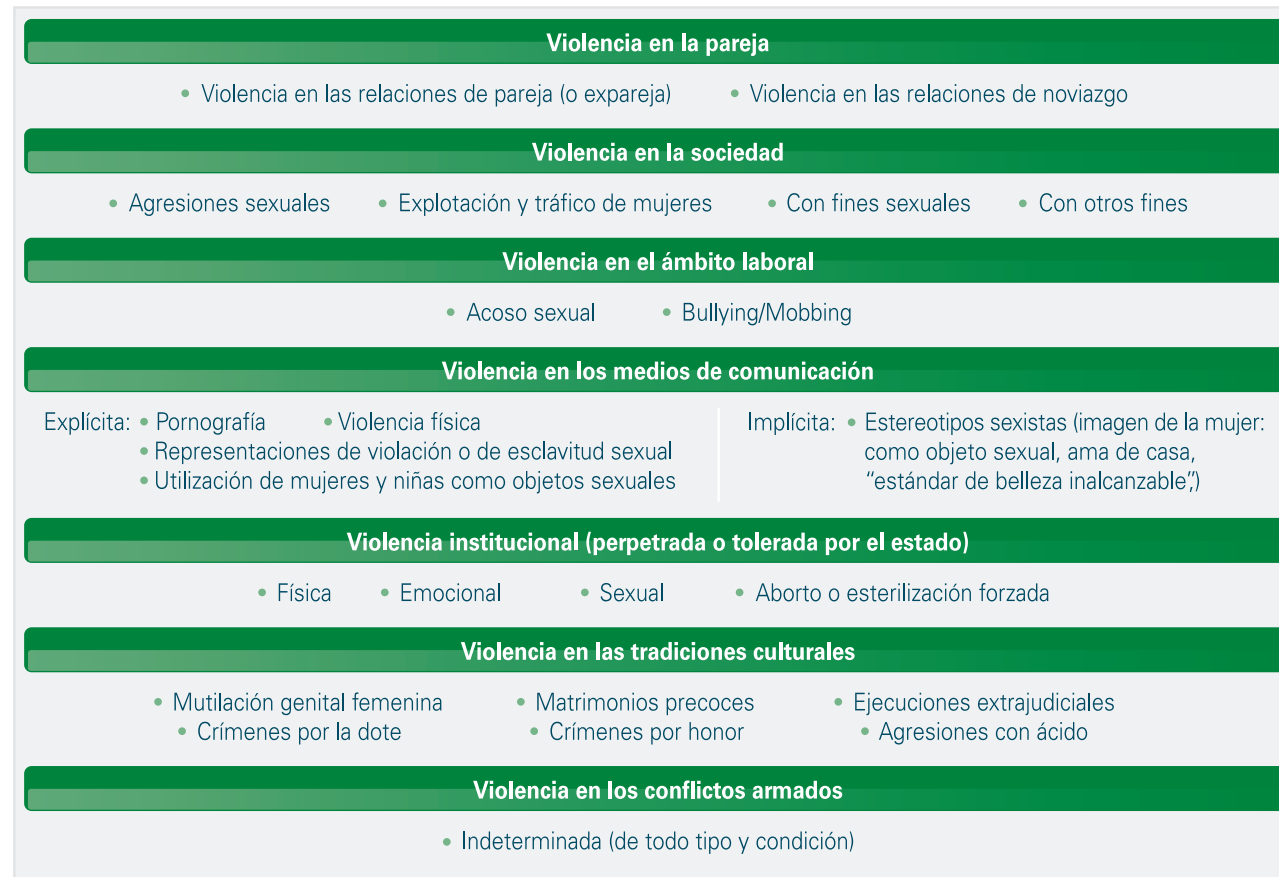 Violencia en la pareja
• Violencia en las relaciones de pareja (o expareja) • Violencia en las relaciones de noviazgo
Violencia en la sociedad
• Agresiones sexuales • Explotación y tráfico de mujeres • Con fines sexuales • Con otros fines
Violencia en el ámbito laboral
• Acoso sexual • Bullying/Mobbing
Violencia en los medios de comunicación
Explícita: • Pornografía • Violencia física
• Representaciones de violación o de esclavitud sexual
• Utilización de mujeres y niñas como objetos sexuales
Implícita: • Estereotipos sexistas (imagen de la mujer:
como objeto sexual, ama de casa,
“estándar de belleza inalcanzable”,)
Violencia institucional (perpetrada o tolerada por el estado)
• Física • Emocional • Sexual • Aborto o esterilización forzada
Violencia en las tradiciones culturales
• Mutilación genital femenina • Matrimonios precoces • Ejecuciones extrajudiciales
• Crímenes por la dote • Crímenes por honor • Agresiones con ácido
Violencia en los conflictos armados
• Indeterminada (de todo tipo y condición)